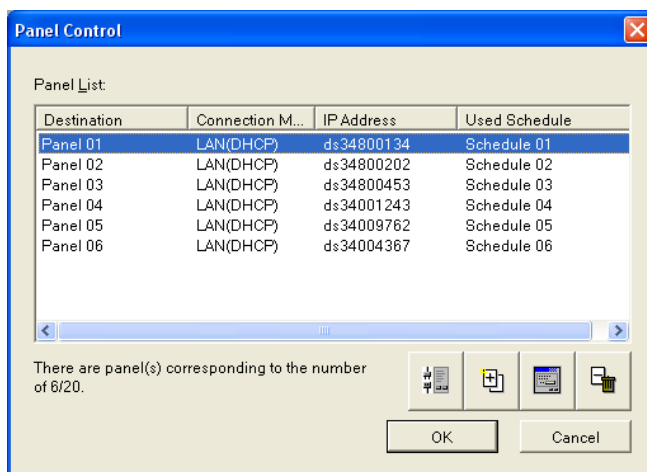 Panel Control
Panel List:
Destination Connection M... IP Address Used Schedule
Panel 01 LAN(DHCP) ds34800134 Schedule 01
Panel 02 LAN(DHCP) ds34800202 Schedule 02
Panel 03 LAN(DHCP) ds34800453 Schedule 03
Panel 04 LAN(DHCP) ds34001243 Schedule 04
Panel 05 LAN(DHCP) ds34009762 Schedule 05
Panel 06 LAN(DHCP) ds34004367 Schedule 06
There are panel(s) corresponding to the number
of 6/20.
OK Cancel